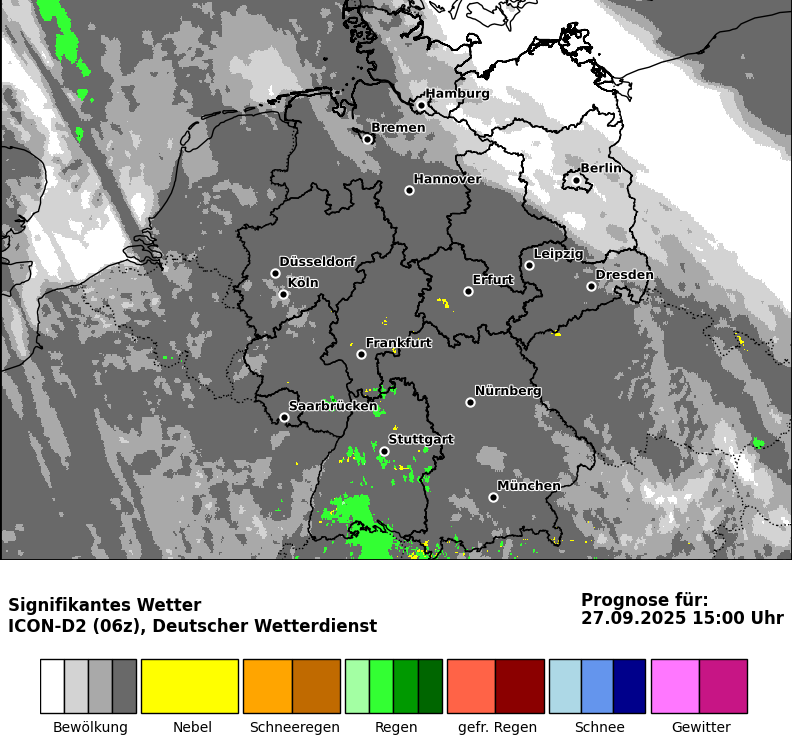 Hamburg
Bremen
Berlin
Hannover
Düsseldorf
Leipzig
Köln
Erfurt
Dresden
Frankfurt
Nürnberg
Saarbrücken
Stuttgart
München
Signifikantes Wetter
ICON-D2 (06z), Deutscher Wetterdienst
Prognose für:
27.09.2025 15:00 Uhr
Bewölkung
Nebel
Schneeregen
Regen
gefr. Regen
Schnee
Gewitter